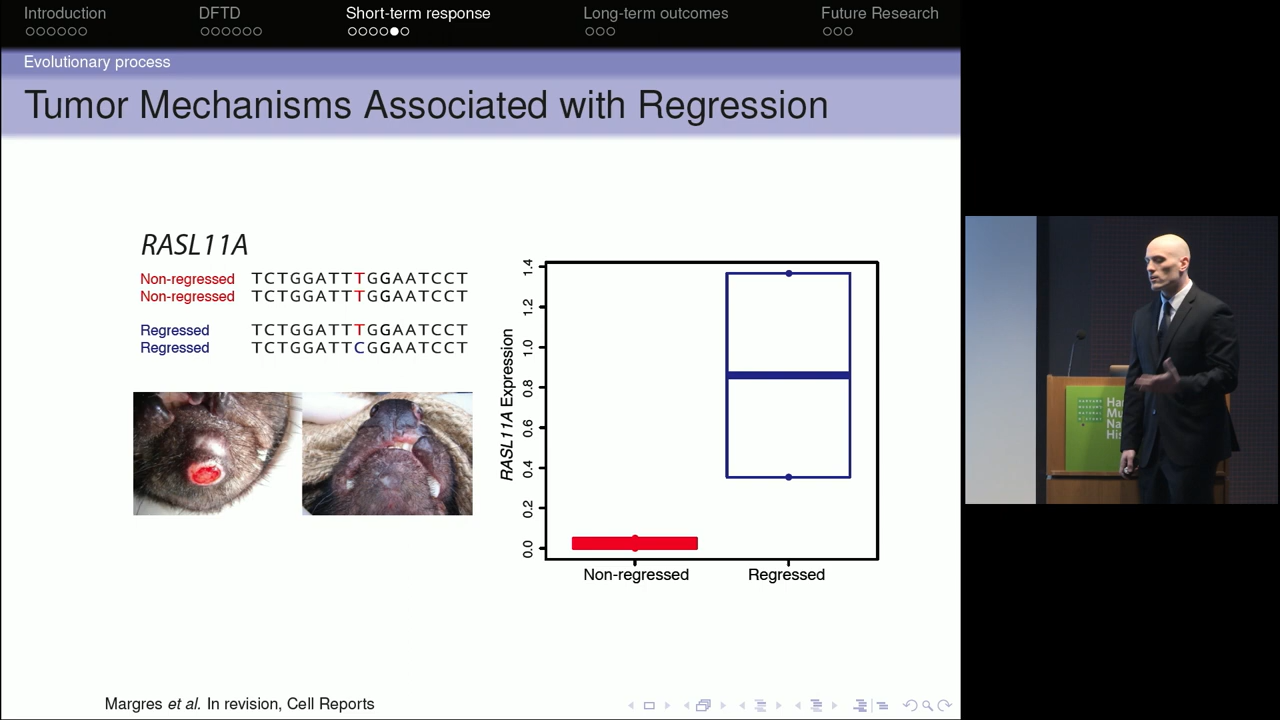 Introduction DFTD Short-term response Long-term outcomes Future Research
Evolutionary process
Tumor Mechanisms Associated with Regression
RASL11A
Non-regressed TCTGGATTTGGAATCCT
Non-regressed TCTGGATTTGGAATCCT
Regressed TCTGGATTTGGAATCCT
Regressed TCTGGATTCGGAATCCT
RASL11A Expression
1.4
1.2
1.0
0.8
0.6
0.4
0.2
0.0
Non-regressed Regressed
Margres et al. In revision, Cell Reports